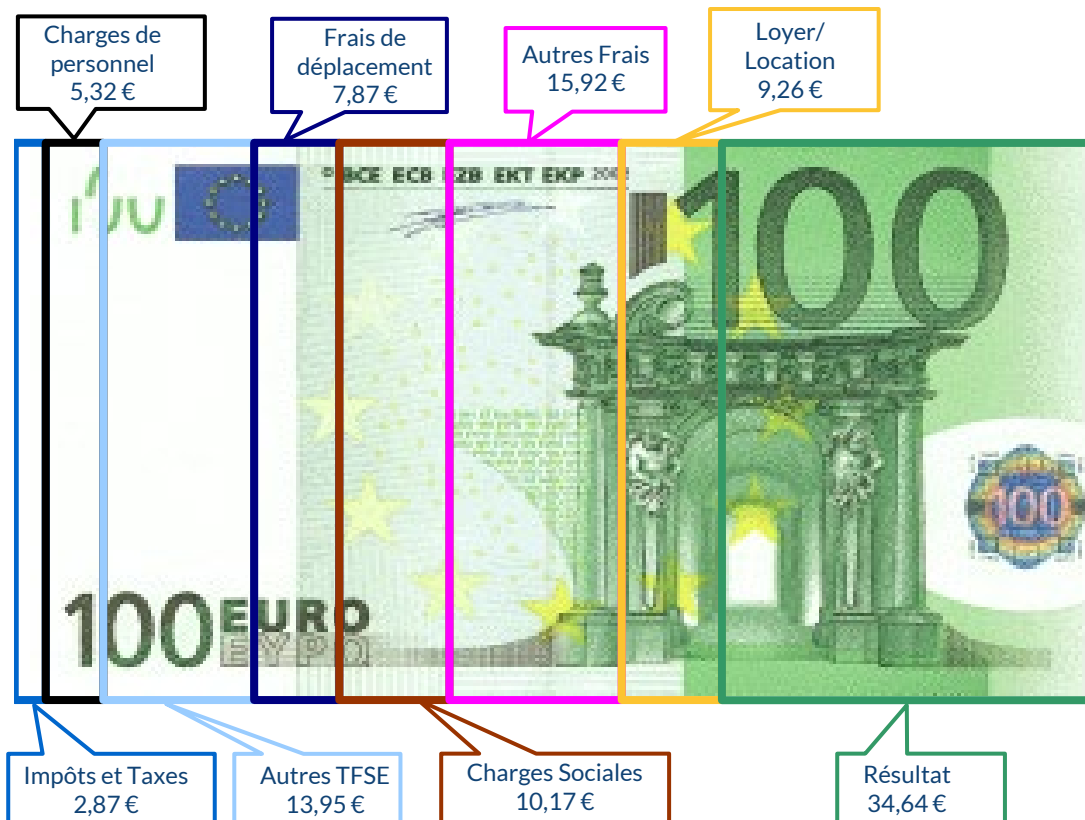 Charges de
personnel
5,32 €
Frais de
déplacement
7,87 €
Autres Frais
15,92 €
Loyer/
Location
9,26 €
BCE ECB EZB EKT EKP 2002
100
100
100 EURO
ΕΥΡΩ
Impôts et Taxes
2,87 €
Autres TFSE
13,95 €
Charges Sociales
10,17 €
Résultat
34,64 €